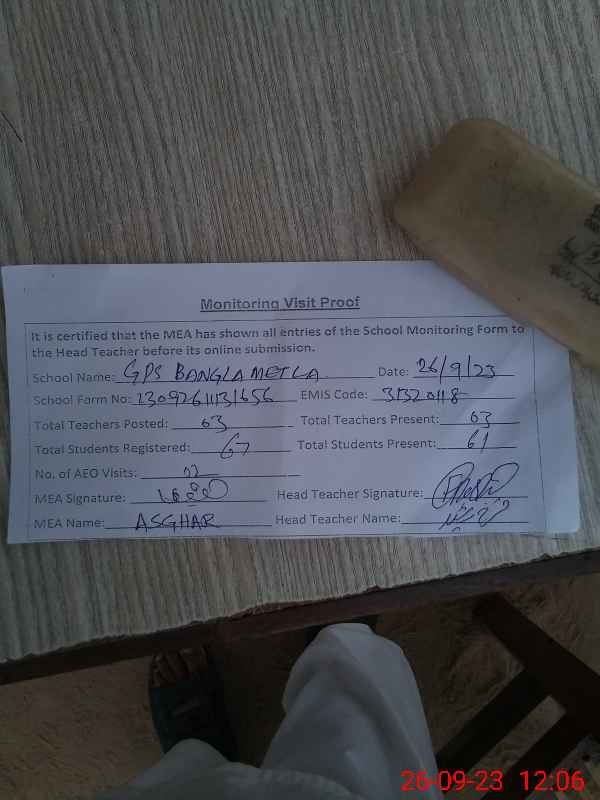 Monitoring Visit Proof
It is certified that the MEA has shown all entries of the School Monitoring Form to
the Head Teacher before its online submission.
School Name: GPS BANGLA METLA Date: 26/9/23
School Form No: 2309261131656 EMIS Code: 31320118
Total Teachers Posted: 03 Total Teachers Present: 03
Total Students Registered: 67 Total Students Present: 61
No. of AEO Visits: 02
MEA Signature: Head Teacher Signature:
MEA Name: ASGHAR Head Teacher Name:
26-09-23 12:06